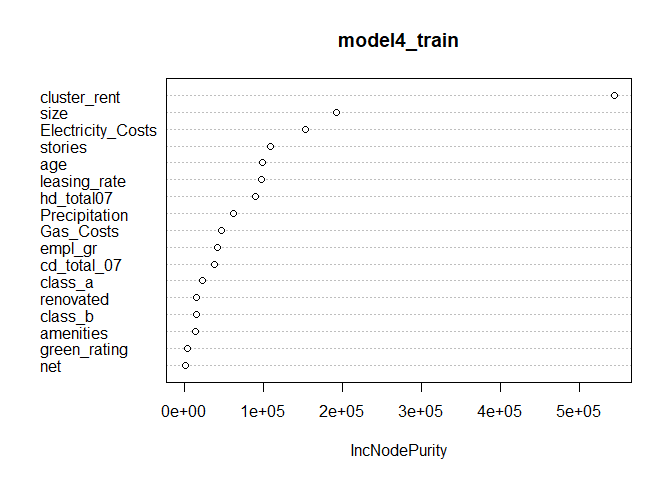 model4_train
cluster_rent
size
Electricity_Costs
stories
age
leasing_rate
hd_total07
Precipitation
Gas_Costs
empl_gr
cd_total_07
class_a
renovated
class_b
amenities
green_rating
net
0e+00 1e+05 2e+05 3e+05 4e+05 5e+05
IncNodePurity